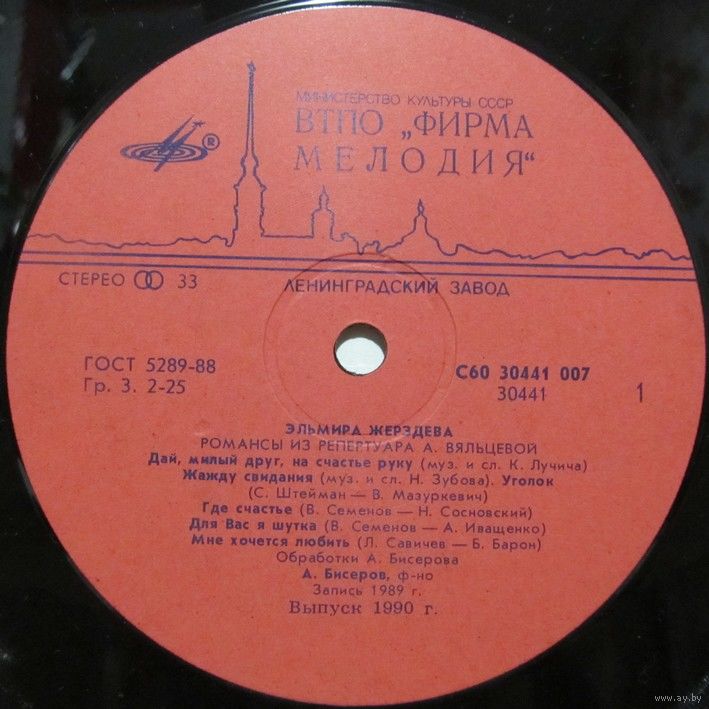 МИНИСТЕРСТВО КУЛЬТУРЫ СССР
ВТПО „ФИРМА
МЕЛОДИЯ“
®
СТЕРЕО 33
ЛЕНИНГРАДСКИЙ ЗАВОД
ГОСТ 5289-88
Гр. 3. 2-25
С60 30441 007
30441
1
ЭЛЬМИРА ЖЕРЗДЕВА
РОМАНСЫ ИЗ РЕПЕРТУАРА А. ВЯЛЬЦЕВОЙ
Дай, милый друг, на счастье руку (муз. и сл. К. Лучича)
Жажду свидания (муз. и сл. Н. Зубова). Уголок
(С. Штейман — В. Мазуркевич)
Где счастье (В. Семенов — Н. Сосновский)
Для Вас я шутка (В. Семенов — А. Иващенко)
Мне хочется любить (Л. Савичев — Б. Барон)
Обработки А. Бисерова
А. Бисеров, ф-но
Запись 1989 г.
Выпуск 1990 г.
www.ay.by